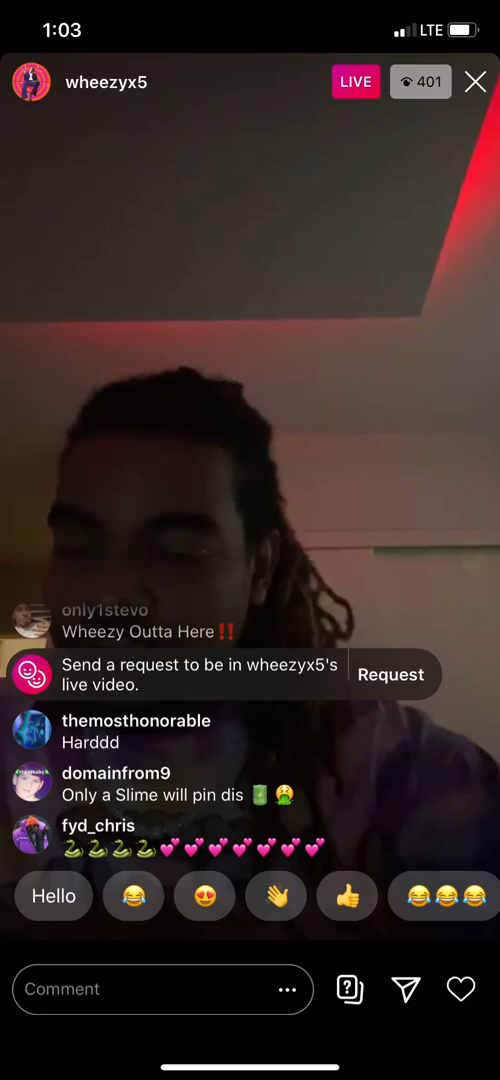 1:03
LTE
wheezyx5
LIVE
401
only1stevo
Wheezy Outta Here‼️
Send a request to be in wheezyx5's
live video.
Request
themosthonorable
Harddd
domainfrom9
Only a Slime will pin dis 🔋🤮
fyd_chris
🐍🐍🐍🐍💕💕💕💕💕💕💕
Hello 😂 😍 👋 👍 😂😂😂
Comment